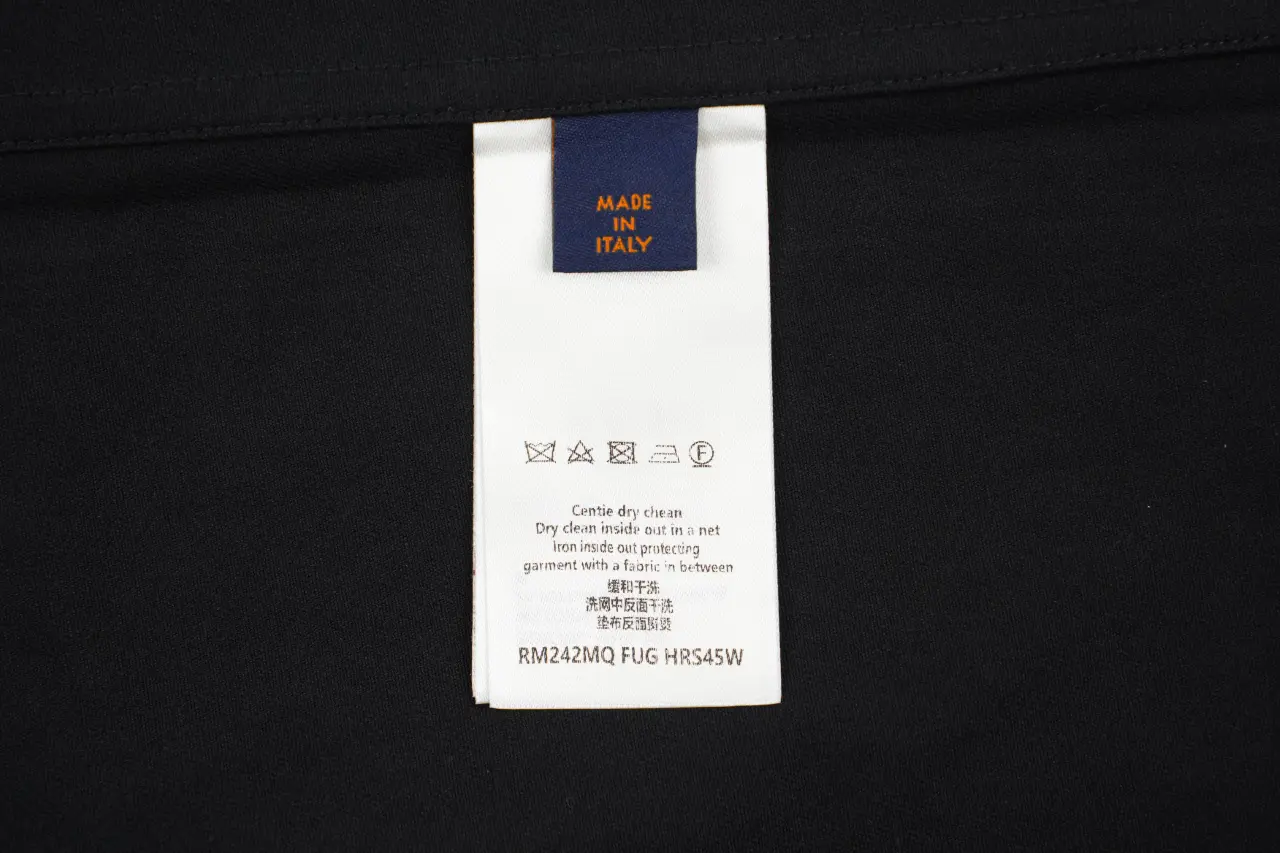 MADE
IN
ITALY
F
Centie dry chean
Dry clean inside out in a net
Iron inside out protecting
garment with a fabric in between
缓和干洗
洗网中反面干洗
垫布反面熨烫
RM242MQ FUG HRS45W